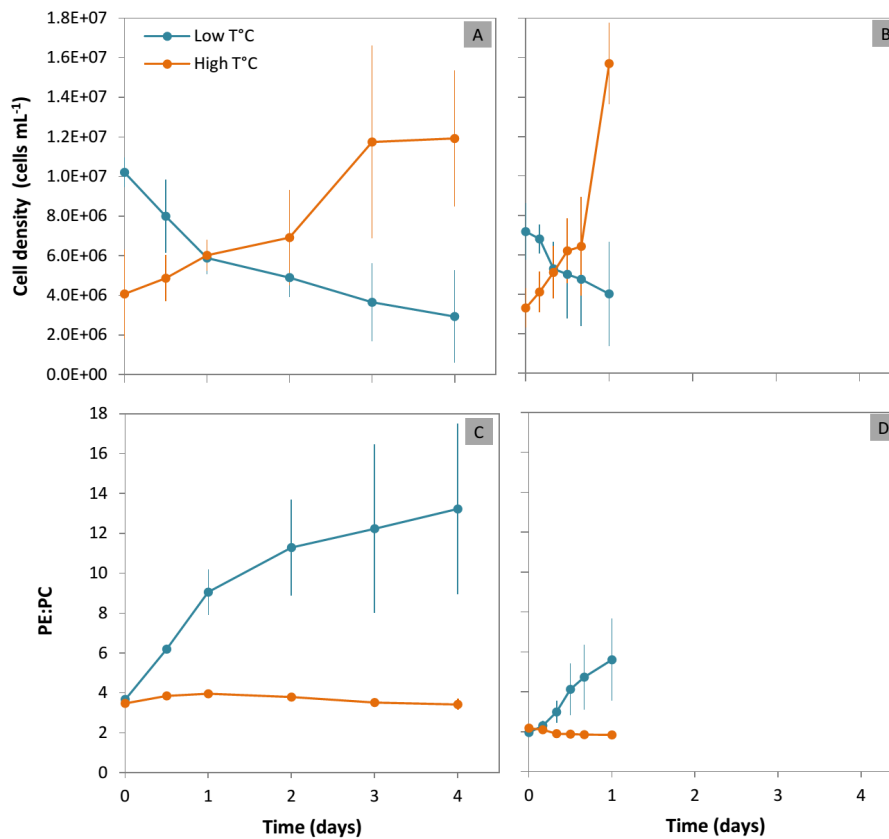 Cell density (cells mL⁻¹)
1.8E+07
1.6E+07
1.4E+07
1.2E+07
1.0E+07
8.0E+06
6.0E+06
4.0E+06
2.0E+06
0.0E+00
Low T°C
High T°C
A
B
PE:PC
18
16
14
12
10
8
6
4
2
0
C
D
0 1 2 3 4
Time (days)
0 1 2 3 4
Time (days)